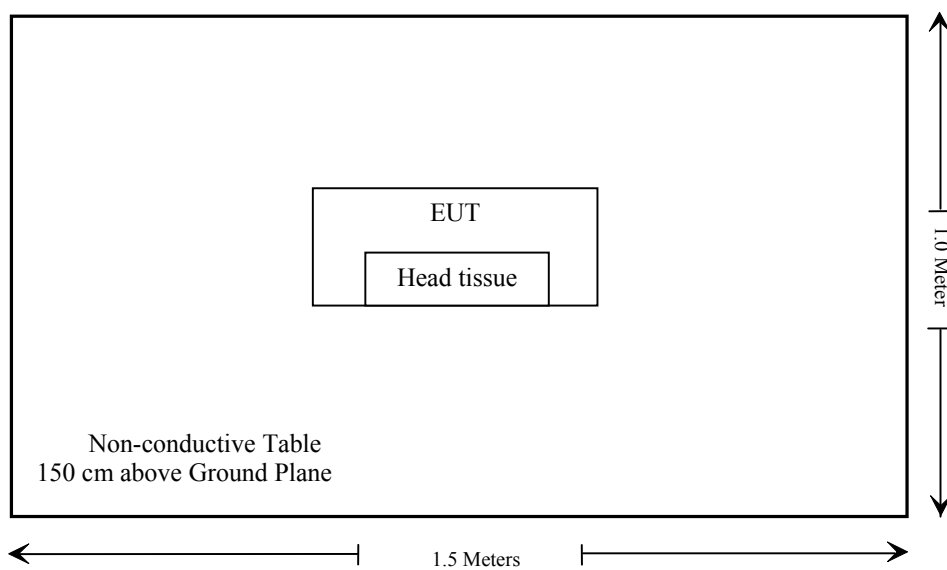 EUT
Head tissue
1.0 Meter
Non-conductive Table
150 cm above Ground Plane
1.5 Meters